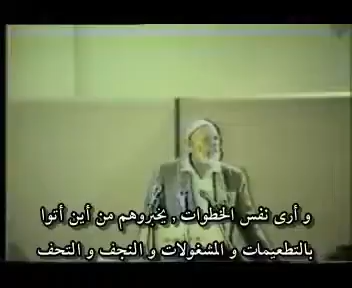 و أرى نفس الخطوات , يخبروهم من أين أتوا
بالتطعيمات و المشغولات و النجف و التحف